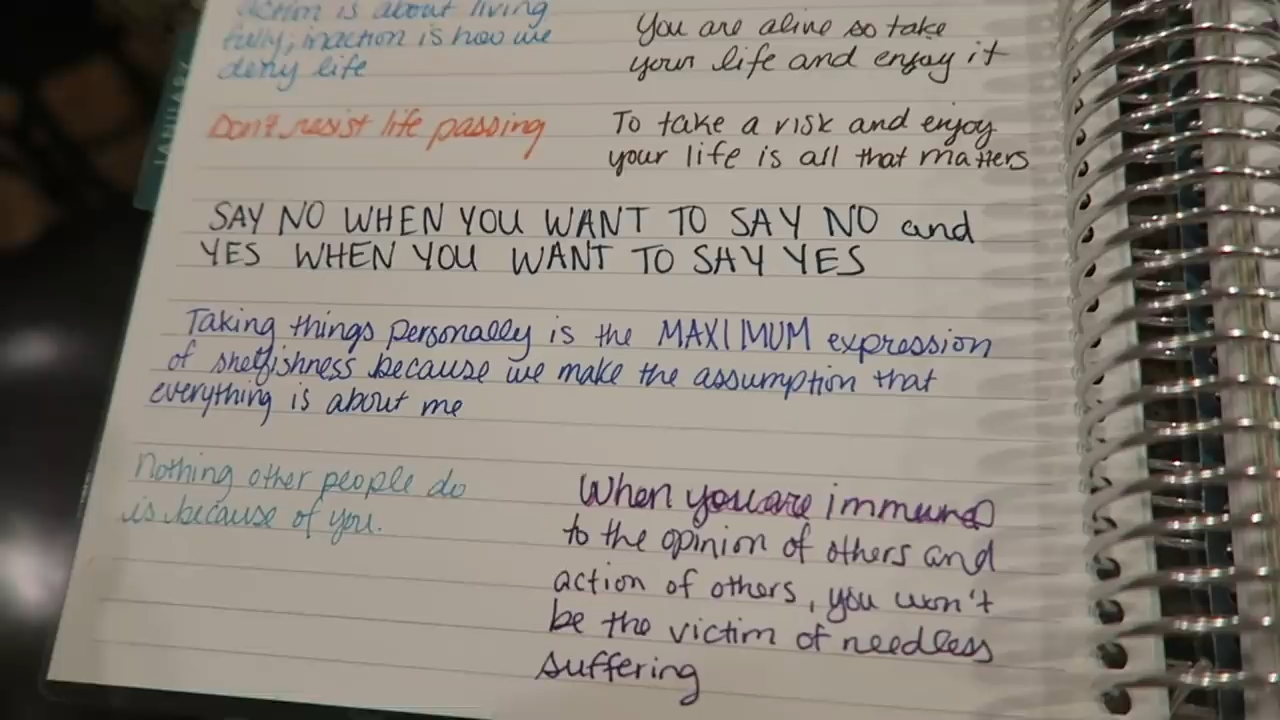 Action is about living
fully, inaction is how we
deny life
You are alive so take
your life and enjoy it
Don't resist life passing
To take a risk and enjoy
your life is all that matters
SAY NO WHEN YOU WANT TO SAY NO and
YES WHEN YOU WANT TO SAY YES
Taking things personally is the MAXIMUM expression
of shelfishness because we make the assumption that
everything is about me
Nothing other people do
is because of you.
When you are immune
to the opinion of others and
action of others, you won't
be the victim of needless
suffering
JANUARY